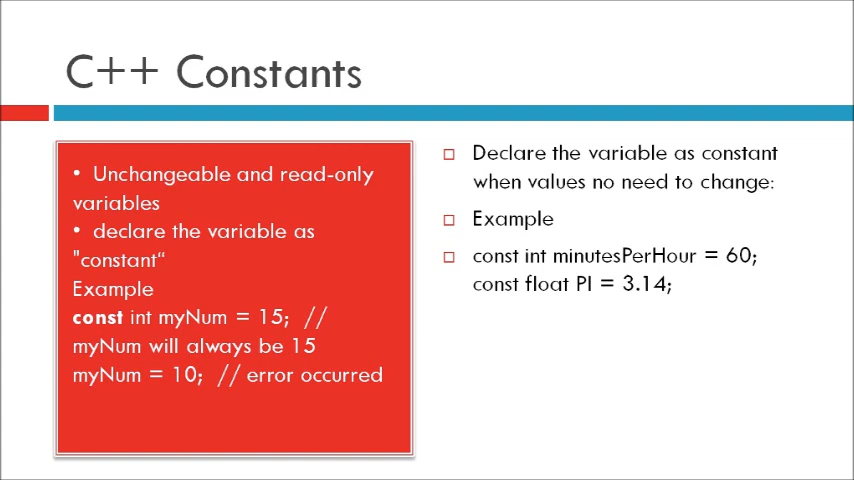 C++ Constants
• Unchangeable and read-only
variables
• declare the variable as
"constant“
Example
const int myNum = 15;  //
myNum will always be 15
myNum = 10;  // error occurred
Declare the variable as constant
when values no need to change:
Example
const int minutesPerHour = 60;
const float PI = 3.14;